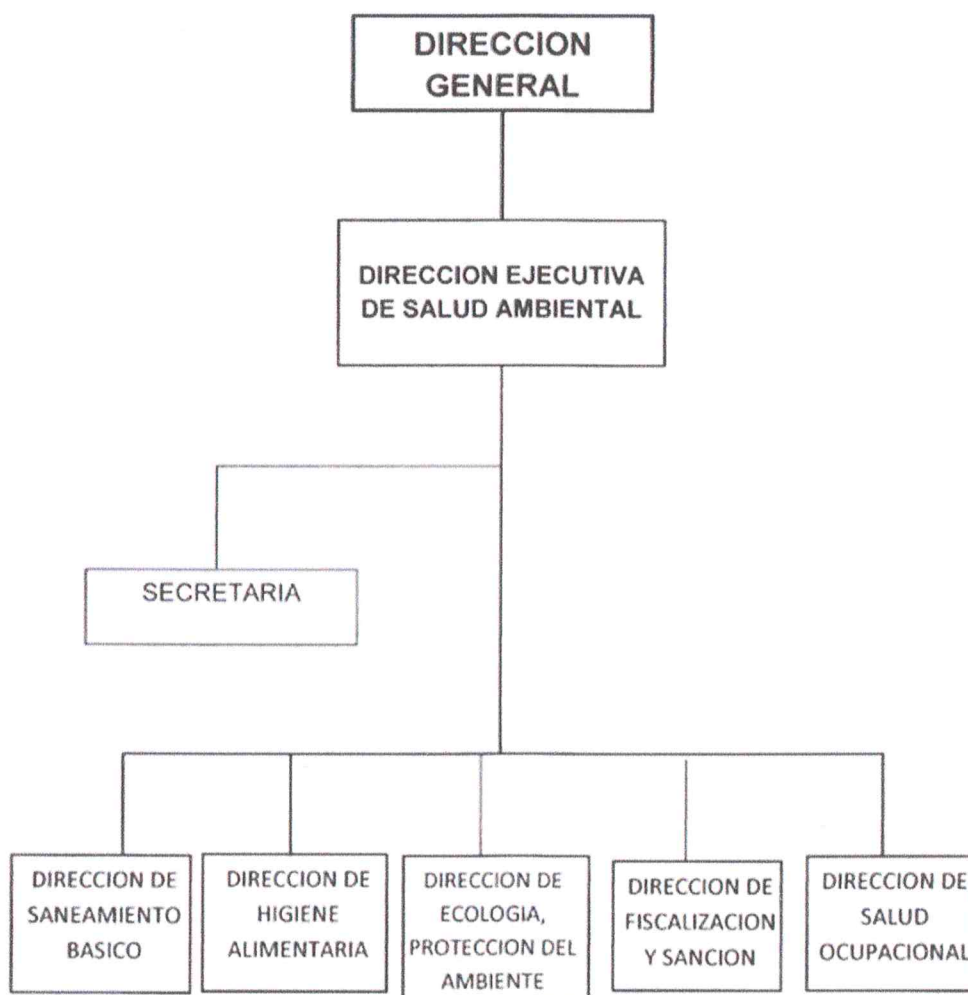 DIRECCION
GENERAL
DIRECCION EJECUTIVA
DE SALUD AMBIENTAL
SECRETARIA
DIRECCION DE
SANEAMIENTO
BASICO
DIRECCION DE
HIGIENE
ALIMENTARIA
DIRECCION DE
ECOLOGIA,
PROTECCION DEL
AMBIENTE
DIRECCION DE
FISCALIZACION
Y SANCION
DIRECCION DE
SALUD
OCUPACIONAL